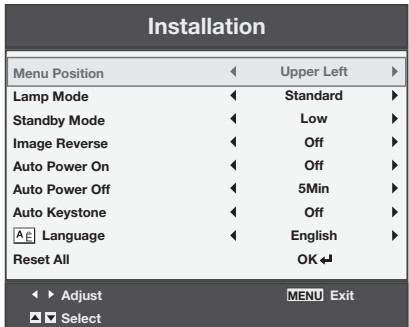 Installation
Menu Position Upper Left
Lamp Mode Standard
Standby Mode Low
Image Reverse Off
Auto Power On Off
Auto Power Off 5Min
Auto Keystone Off
Language English
Reset All OK
Adjust MENU Exit
Select